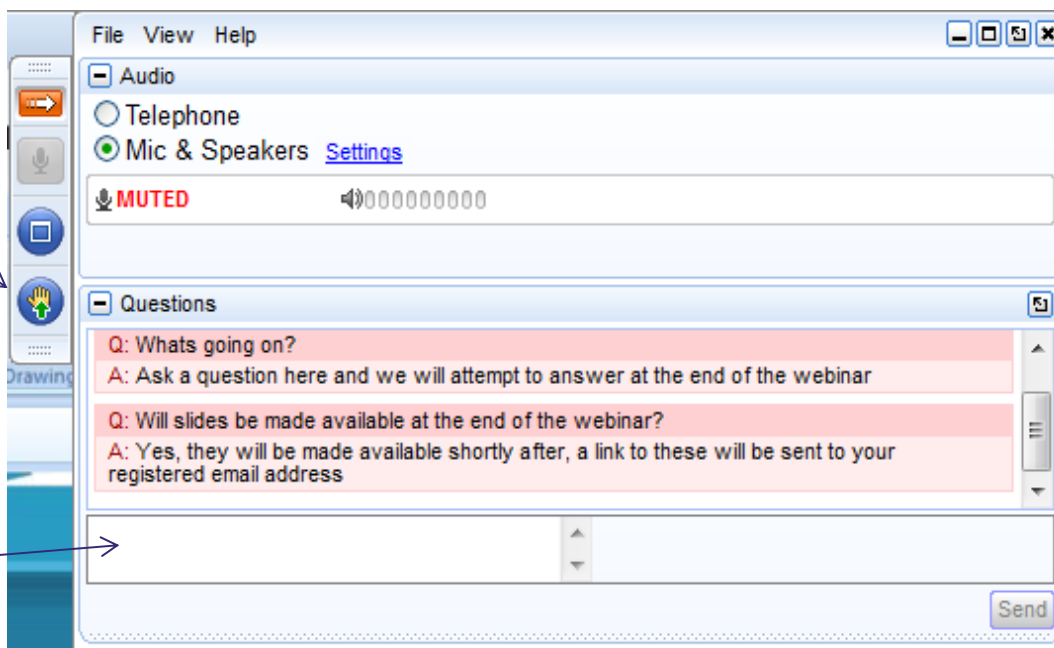 File View Help
Audio
Telephone
Mic & Speakers Settings
MUTED
Questions
Q: Whats going on?
A: Ask a question here and we will attempt to answer at the end of the webinar
Drawing
Q: Will slides be made available at the end of the webinar?
A: Yes, they will be made available shortly after, a link to these will be sent to your
registered email address
Send